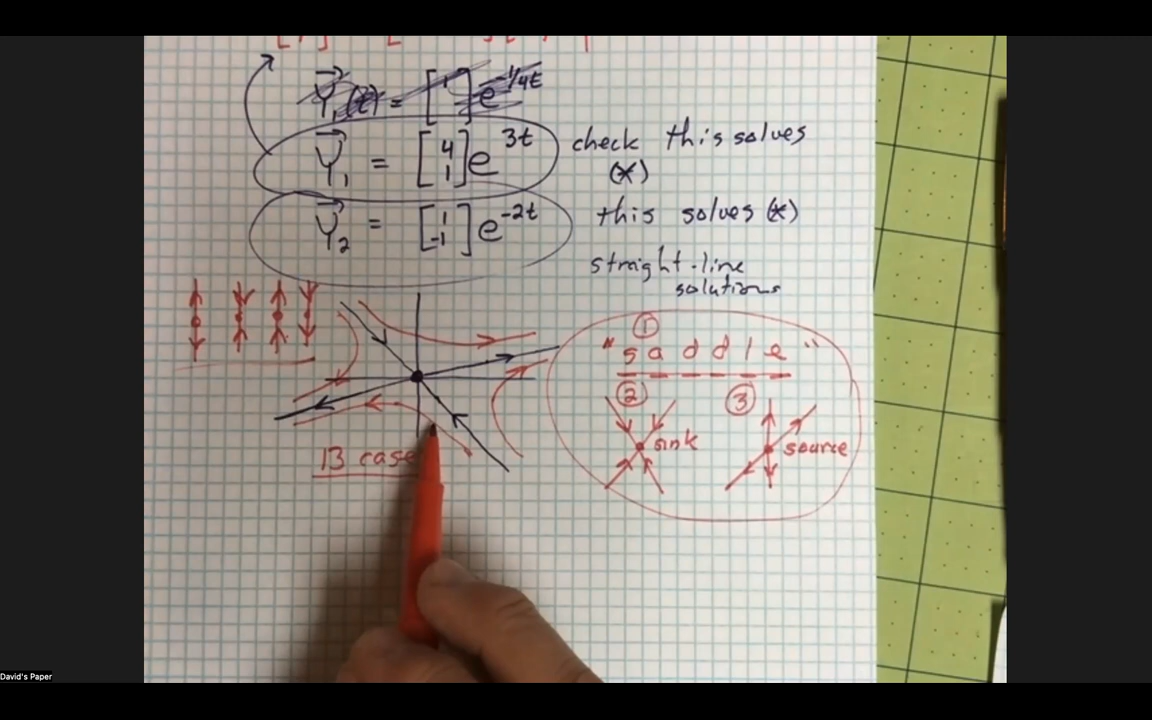 Y₁(t) = [1 ] e^-1/4t
Y₁ = [4 1] e^3t check this solves
(*)
Y₂ = [1 -1] e^-2t this solves (*)
straight-line
solutions
①
"saddle"
② ③
sink source
13 case
David's Paper